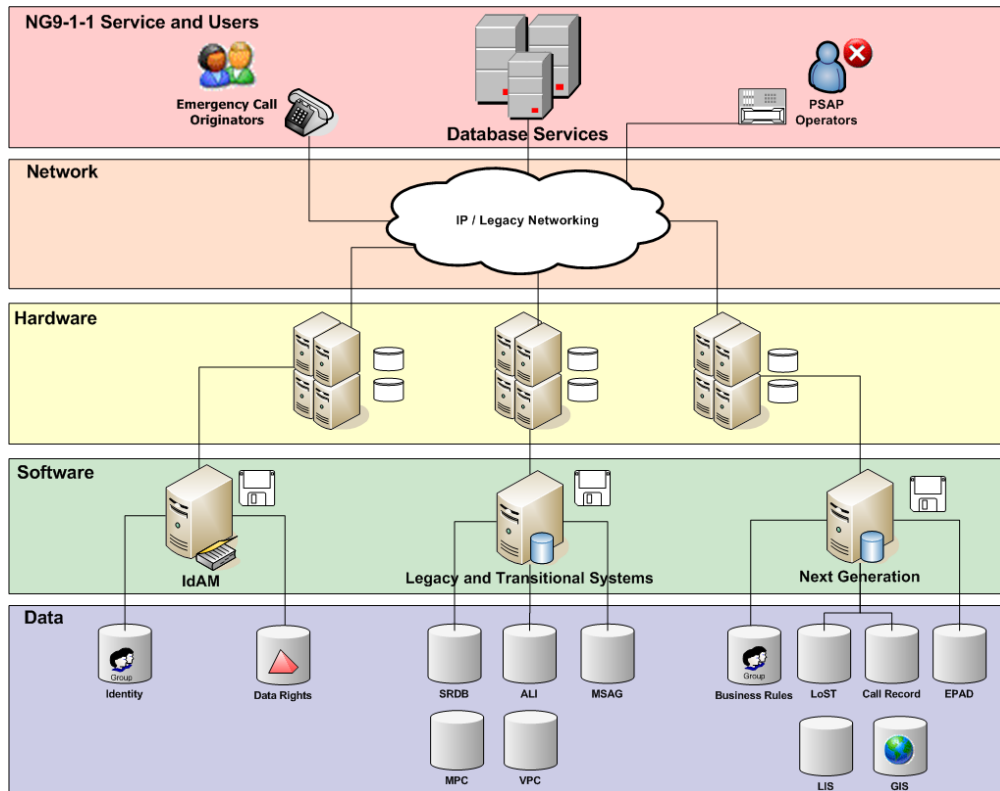 NG9-1-1 Service and Users
Emergency Call
Originators
Database Services
PSAP
Operators
Network
IP / Legacy Networking
Hardware
Software
IdAM
Legacy and Transitional Systems
Next Generation
Data
Group
Identity
Data Rights
SRDB
ALI
MSAG
Group
Business Rules
LoST
Call Record
EPAD
MPC
VPC
LIS
GIS